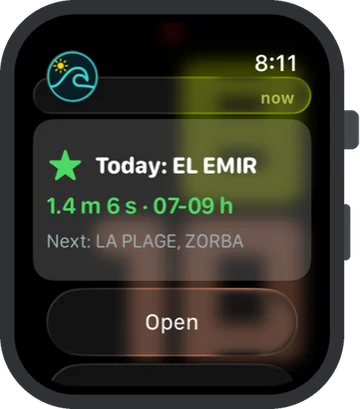 8:11
now
Today: EL EMIR
1.4 m 6 s · 07-09 h
Next: LA PLAGE, ZORBA
Open